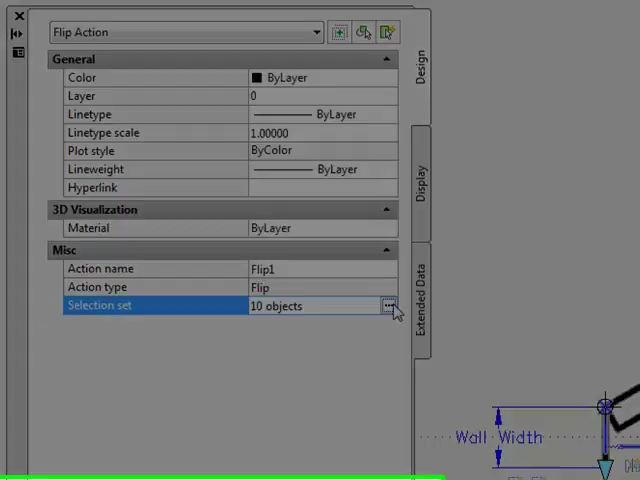 Flip Action
General
Color ByLayer
Layer 0
Linetype ByLayer
Linetype scale 1.00000
Plot style ByColor
Lineweight ByLayer
Hyperlink
3D Visualization
Material ByLayer
Misc
Action name Flip1
Action type Flip
Selection set 10 objects
Design
Display
Extended Data
Wall Width